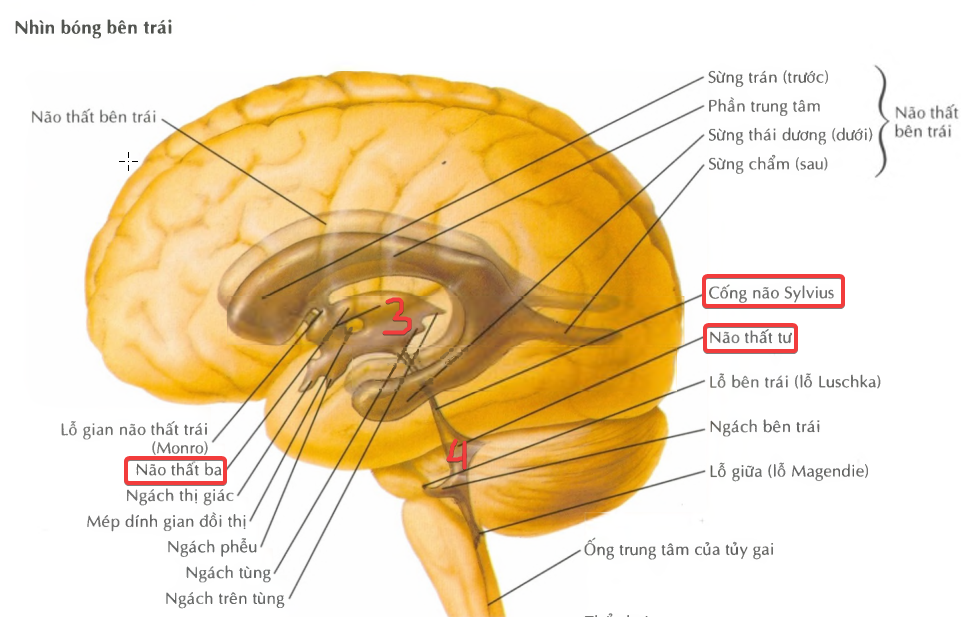 Nhìn bóng bên trái
Não thất bên trái
Sừng trán (trước)
Phần trung tâm
Sừng thái dương (dưới)
Sừng chẩm (sau)
Não thất
bên trái
Cống não Sylvius
Não thất tư
Lỗ bên trái (lỗ Luschka)
Ngách bên trái
Lỗ giữa (lỗ Magendie)
Ống trung tâm của tủy gai
3
4
Lỗ gian não thất trái
(Monro)
Não thất ba
Ngách thị giác
Mép dính gian đồi thị
Ngách phễu
Ngách tùng
Ngách trên tùng